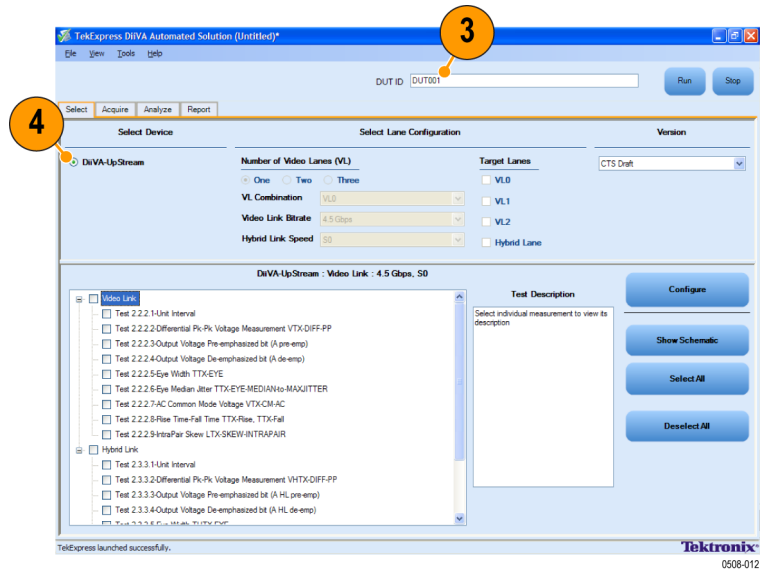 3
TekExpress DiiVA Automated Solution (Untitled)*
File View Tools Help
DUT ID DUT001 Run Stop
4
Select Acquire Analyze Report
Select Device Select Lane Configuration Version
DiiVA-UpStream Number of Video Lanes (VL) Target Lanes CTS Draft
One Two Three VL0
VL Combination VL0 VL1
Video Link Bitrate 4.5 Gbps VL2
Hybrid Link Speed S0 Hybrid Lane
DiiVA-UpStream : Video Link : 4.5 Gbps, S0
Configure
Test Description
Video Link
Select individual measurement to view its
description
Test 2.2.2.1-Unit Interval
Test 2.2.2.2-Differential Pk-Pk Voltage Measurement VTX-DIFF-PP
Test 2.2.2.3-Output Voltage Pre-emphasized bit (A pre-emp)
Show Schematic
Test 2.2.2.4-Output Voltage De-emphasized bit (A de-emp)
Test 2.2.2.5-Eye Width TTX-EYE
Select All
Test 2.2.2.6-Eye Median Jitter TTX-EYE-MEDIAN-to-MAXJITTER
Test 2.2.2.7-AC Common Mode Voltage VTX-CM-AC
Test 2.2.2.8-Rise Time-Fall Time TTX-Rise, TTX-Fall
Deselect All
Test 2.2.2.9-IntraPair Skew LTX-SKEW-INTRAPAIR
Hybrid Link
Test 2.3.3.1-Unit Interval
Test 2.3.3.2-Differential Pk-Pk Voltage Measurement VHTX-DIFF-PP
Test 2.3.3.3-Output Voltage Pre-emphasized bit (A HL pre-emp)
Test 2.3.3.4-Output Voltage De-emphasized bit (A HL de-emp)
Test 2.3.3.5-Eye Width THTX-EYE
TekExpress launched successfully. Tektronix
0508-012